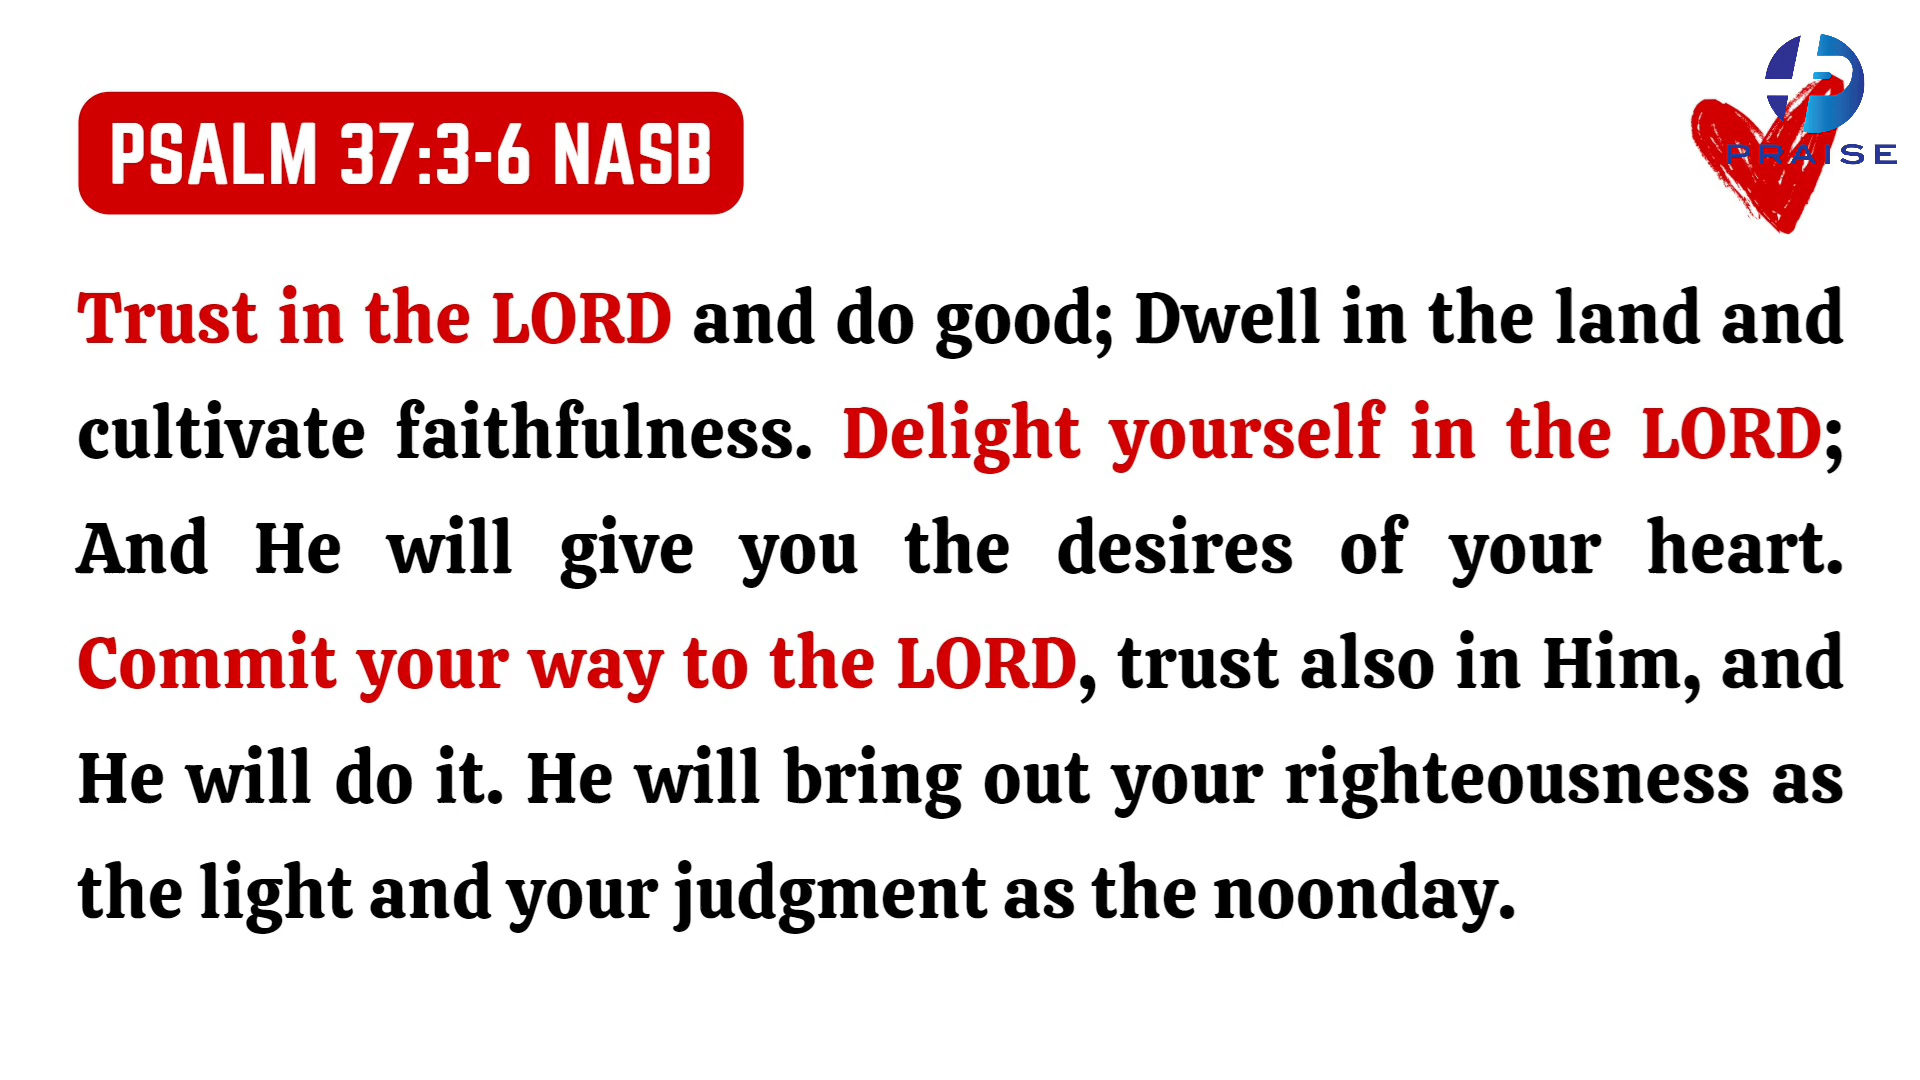 PRAISE
PSALM 37:3-6 NASB
Trust in the LORD and do good; Dwell in the land and
cultivate faithfulness. Delight yourself in the LORD;
And He will give you the desires of your heart.
Commit your way to the LORD, trust also in Him, and
He will do it. He will bring out your righteousness as
the light and your judgment as the noonday.